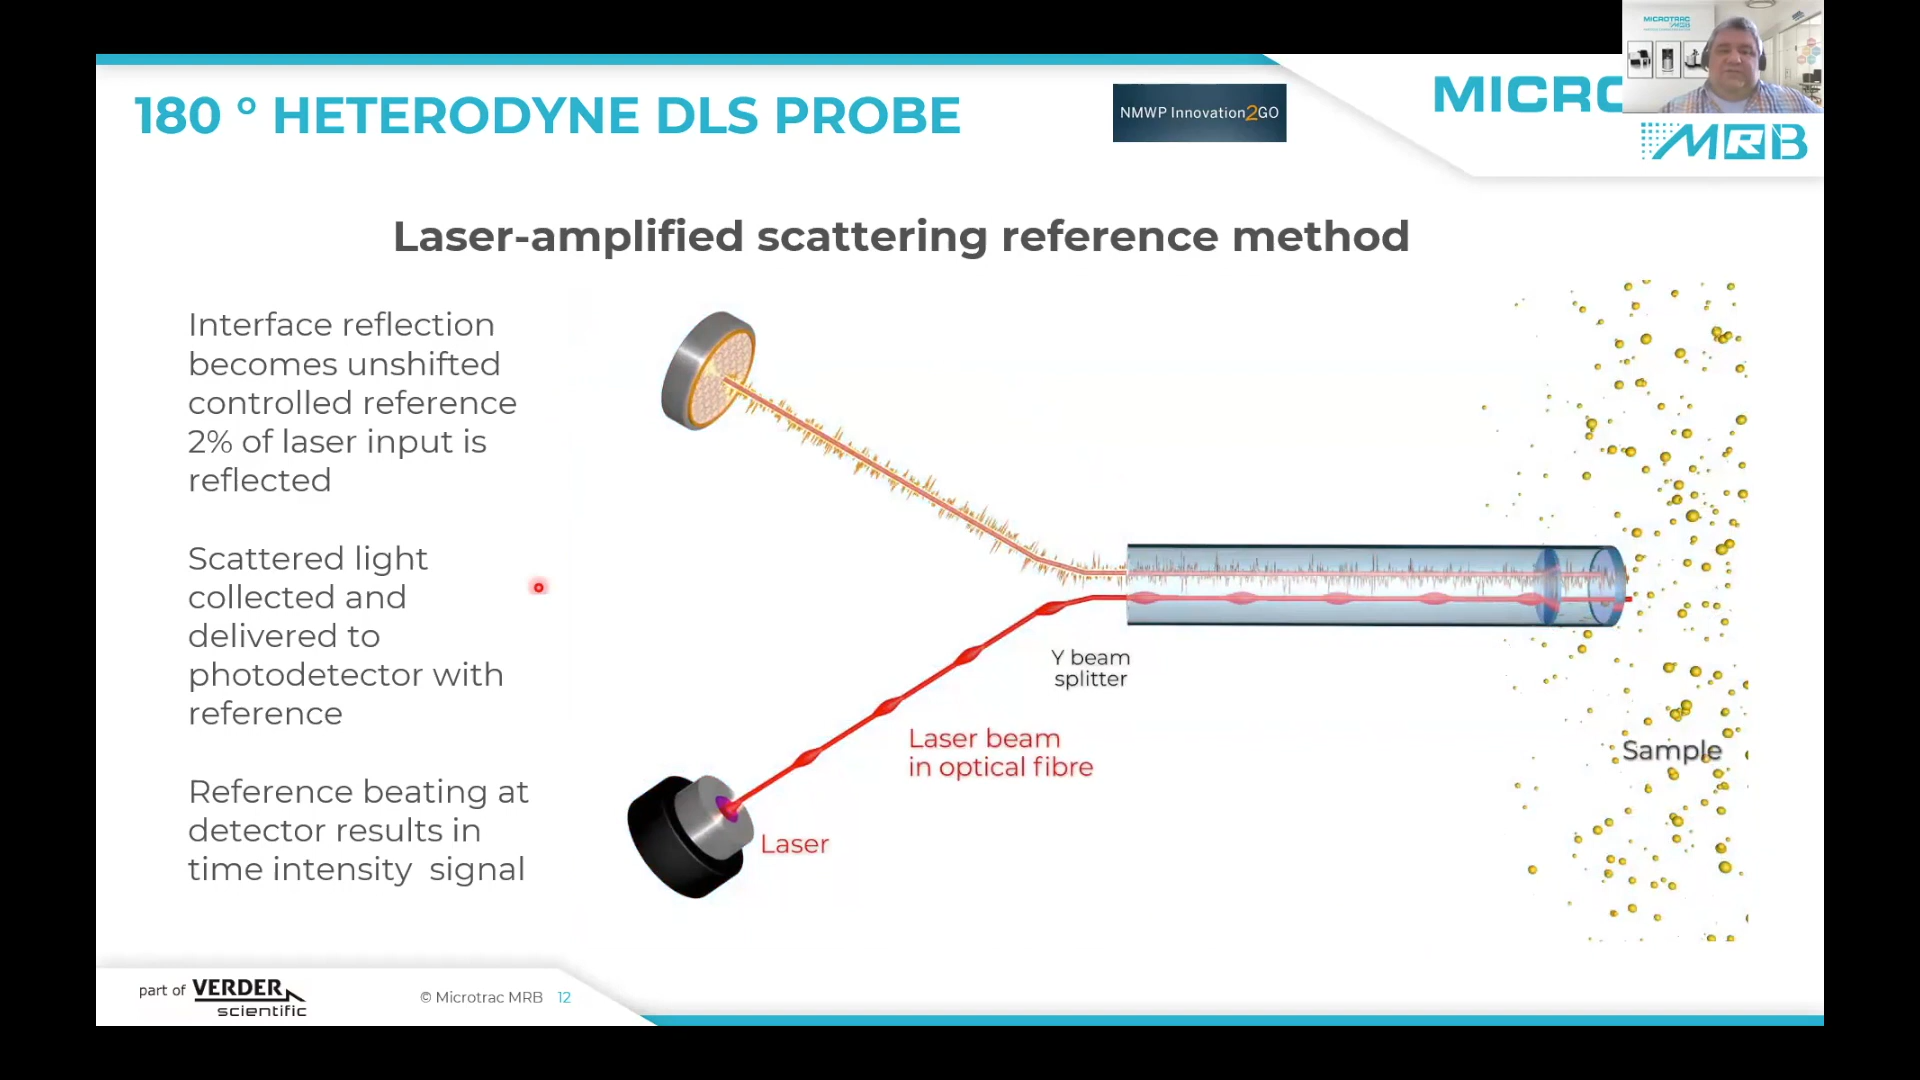 MICROTRAC
MRB
180 ° HETERODYNE DLS PROBE
NMWP Innovation2GO
MICRO
MRB
Laser-amplified scattering reference method
Interface reflection
becomes unshifted
controlled reference
2% of laser input is
reflected
Scattered light
collected and
delivered to
photodetector with
reference
Reference beating at
detector results in
time intensity signal
Y beam
splitter
Laser beam
in optical fibre
Laser
Sample
part of VERDER
scientific
© Microtrac MRB 12